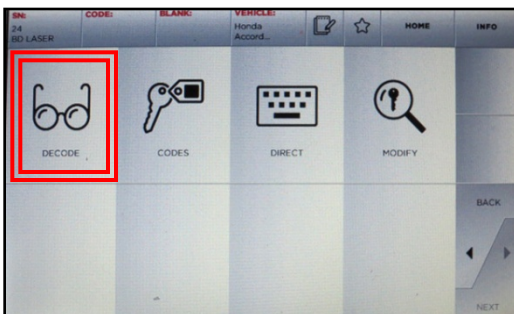 SN: CODE: BLANK: VEHICLE:
24 Honda HOME INFO
BD LASER Accord...
DECODE CODES DIRECT MODIFY
BACK
NEXT